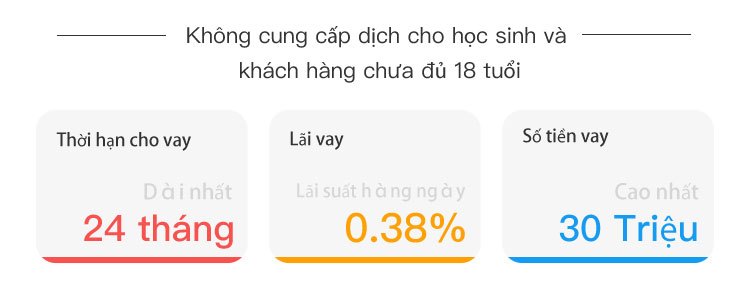 Không cung cấp dịch cho học sinh và
khách hàng chưa đủ 18 tuổi
Thời hạn cho vay
Dài nhất
24 tháng
Lãi vay
Lãi suất hàng ngày
0.38%
Số tiền vay
Cao nhất
30 Triệu